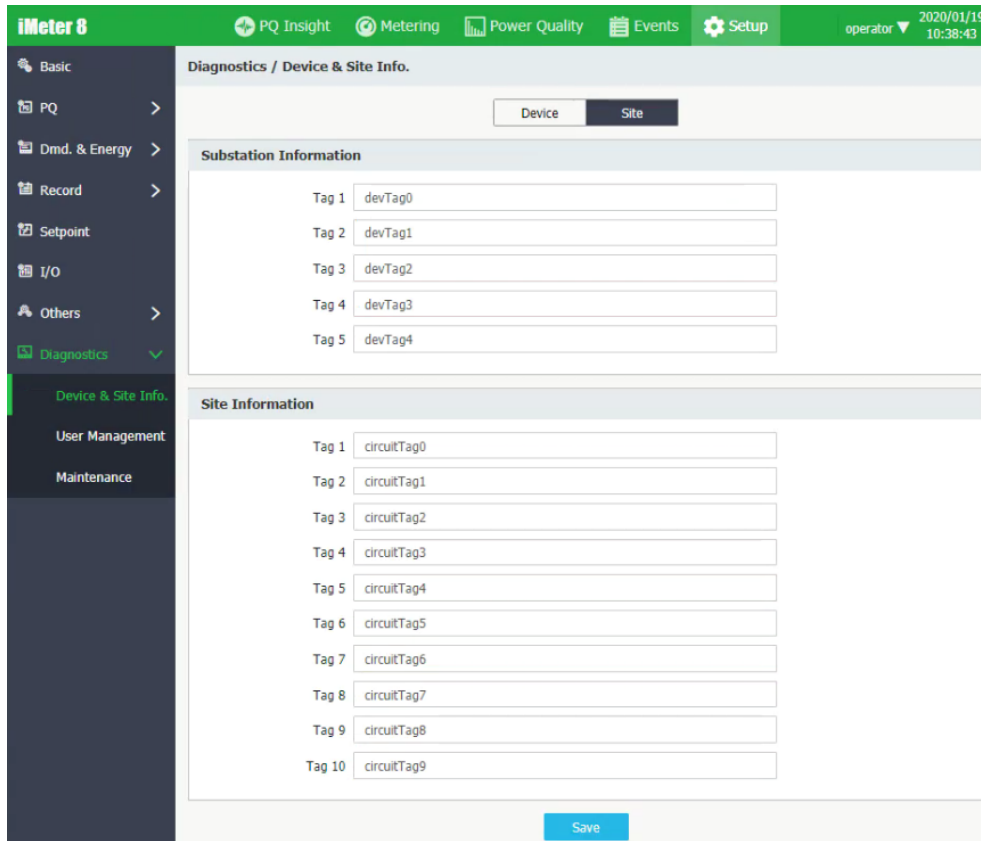 iMeter 8 PQ Insight Metering Power Quality Events Setup operator 2020/01/19
10:38:43
Basic
PQ
Dmd. & Energy
Record
Setpoint
I/O
Others
Diagnostics
Device & Site Info.
User Management
Maintenance
Diagnostics / Device & Site Info.
Device Site
Substation Information
Tag 1 devTag0
Tag 2 devTag1
Tag 3 devTag2
Tag 4 devTag3
Tag 5 devTag4
Site Information
Tag 1 circuitTag0
Tag 2 circuitTag1
Tag 3 circuitTag2
Tag 4 circuitTag3
Tag 5 circuitTag4
Tag 6 circuitTag5
Tag 7 circuitTag6
Tag 8 circuitTag7
Tag 9 circuitTag8
Tag 10 circuitTag9
Save